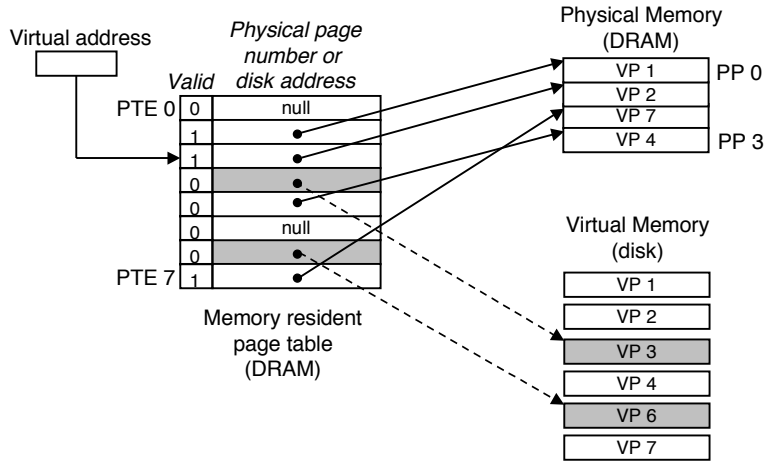 Virtual address
Physical page
number or
disk address
Valid
PTE 0
0
null
1
1
0
0
0
null
0
PTE 7
1
Memory resident
page table
(DRAM)
Physical Memory
(DRAM)
VP 1
PP 0
VP 2
VP 7
VP 4
PP 3
Virtual Memory
(disk)
VP 1
VP 2
VP 3
VP 4
VP 6
VP 7